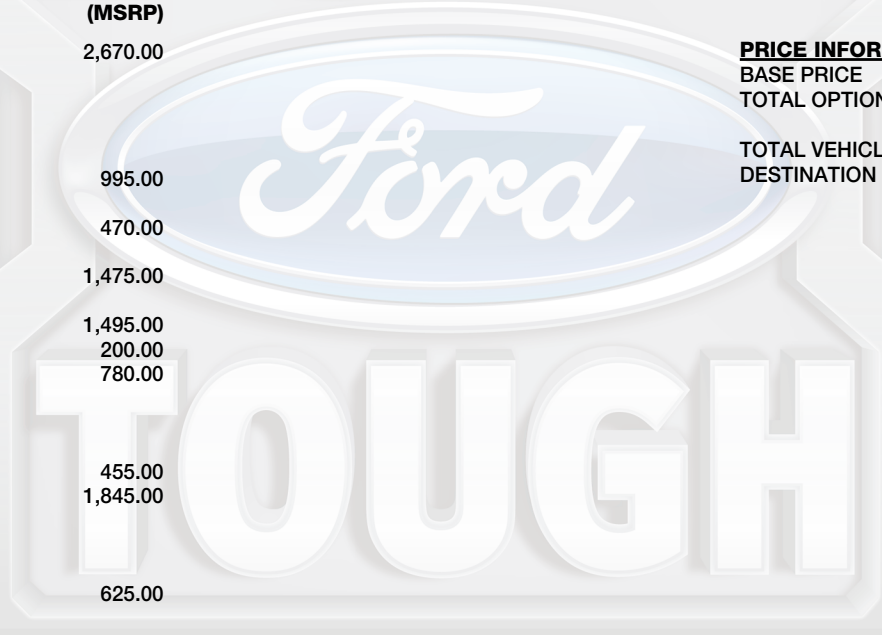 (MSRP)
2,670.00
995.00
470.00
1,475.00
1,495.00
200.00
780.00
455.00
1,845.00
625.00
PRICE INFOR
BASE PRICE
TOTAL OPTION
TOTAL VEHICL
DESTINATION
Ford
TOUGH